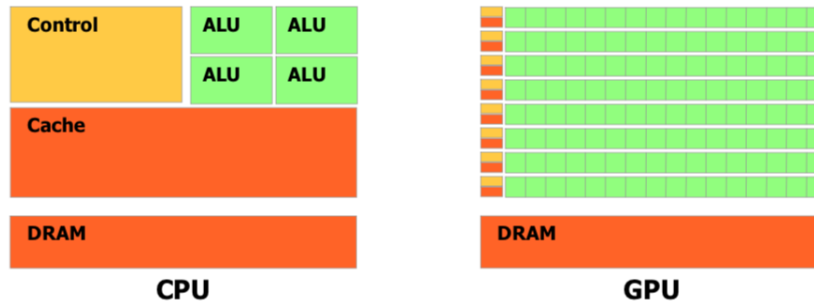 Control
ALU ALU
ALU ALU
Cache
DRAM
CPU
DRAM
GPU